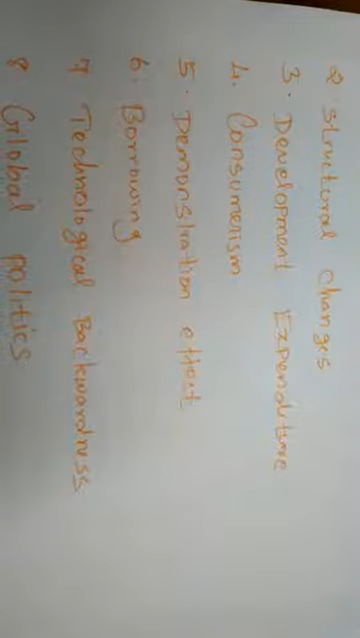 2 Structural Changes
3. Development Expenditure
4. Consumerism
5. Demonstration effect
6. Borrowing
7 Technological Backwardness
8 Global politics